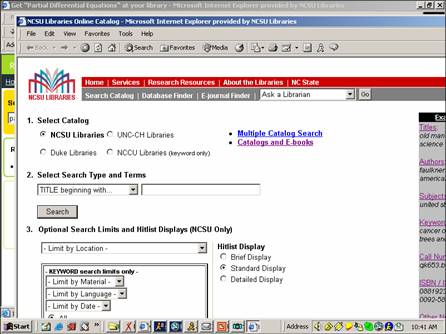 Get "Partial Differential Equations" at your library - Microsoft Internet Explorer provided by NCSU Libraries
NCSU Libraries Online Catalog - Microsoft Internet Explorer provided by NCSU Libraries
File Edit View Favorites Tools Help
Back Search Favorites Media
NCSU LIBRARIES
Home | Services | Research Resources | About the Libraries | NC State
Search Catalog | Database Finder | E-journal Finder > Ask a Librarian Go
1. Select Catalog
NCSU Libraries UNC-CH Libraries
Duke Libraries NCCU Libraries (keyword only)
Multiple Catalog Search
Catalogs and E-books
2. Select Search Type and Terms
TITLE beginning with...
Search
3. Optional Search Limits and Hitlist Displays (NCSU Only)
- Limit by Location -
- KEYWORD search limits only -
- Limit by Material -
- Limit by Language -
- Limit by Date -
All
Hitlist Display
Brief Display
Standard Display
Detailed Display
Titles:
old man
science
Authors:
faulkner
america
Subjects
united st
Keyword
cancer o
trees an
Call Num
qk653.b
ISBN / I
0881923
0092-58
Start
Address
10:41 AM